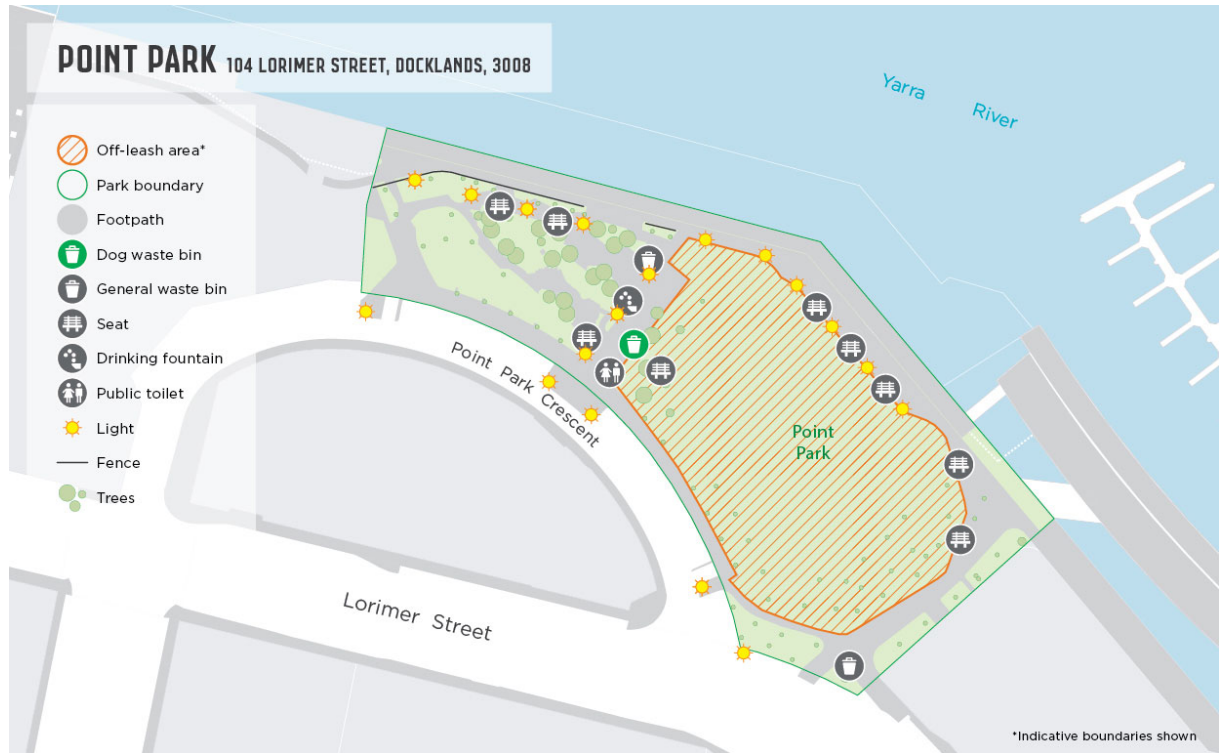 POINT PARK 104 LORIMER STREET, DOCKLANDS, 3008
Off-leash area*
Park boundary
Footpath
Dog waste bin
General waste bin
Seat
Drinking fountain
Public toilet
Light
Fence
Trees
Yarra River
Point Park Crescent
Point
Park
Lorimer Street
*Indicative boundaries shown